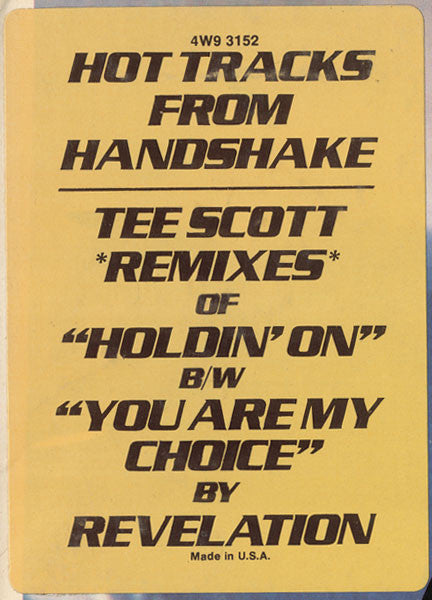 4W9 3152
HOT TRACKS
FROM
HANDSHAKE
TEE SCOTT
*REMIXES*
OF
“HOLDIN’ ON”
B/W
“YOU ARE MY
CHOICE”
BY
REVELATION
Made in U.S.A.